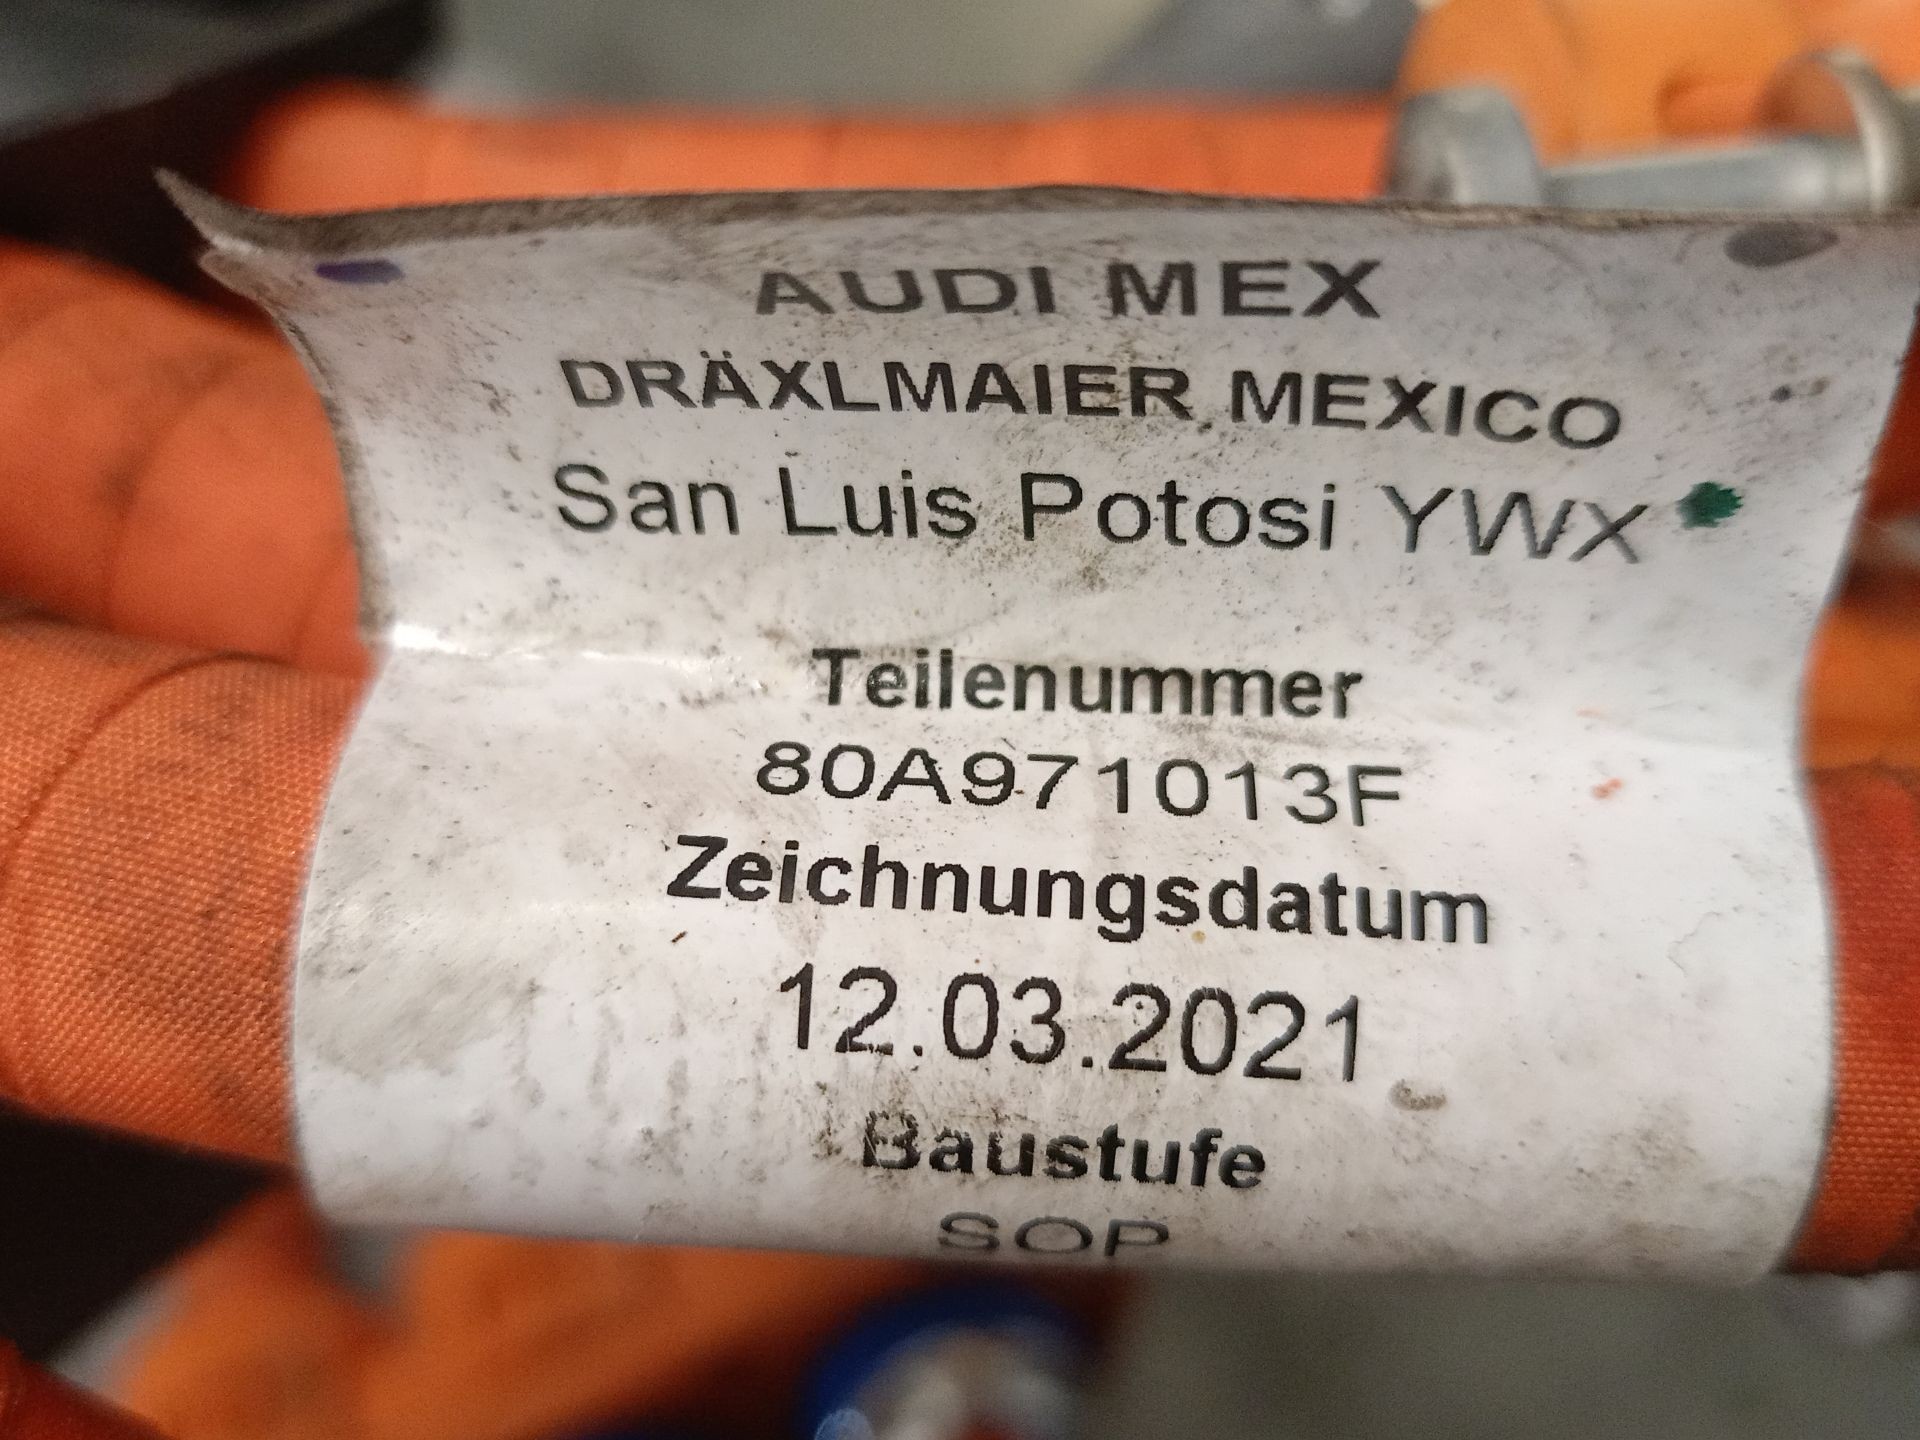 AUDI MEX
DRÄXLMAIER MEXICO
San Luis Potosi YWX
Teilenummer
80A971013F
Zeichnungsdatum
12.03.2021
Baustufe
SOP